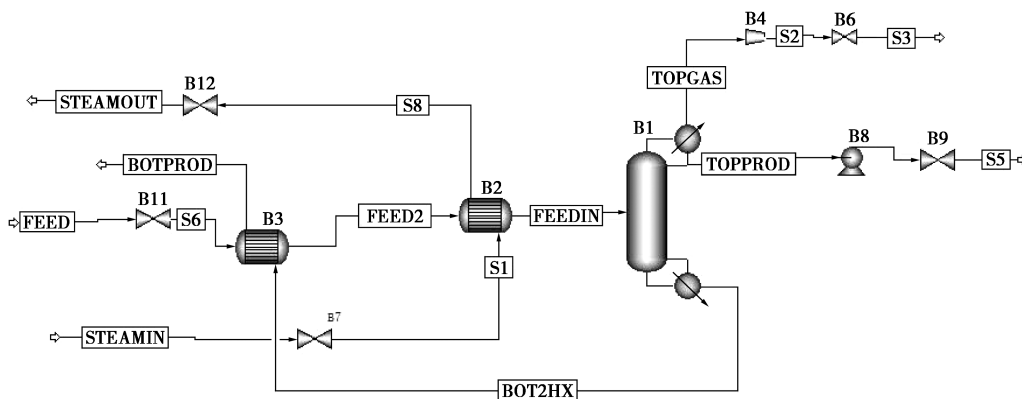 B4
S2
B6
S3
TOPGAS
B12
STEAMOUT
S8
B1
B8
B9
BOTPROD
TOPPROD
S5
B11
B2
FEED
S6
B3
FEED2
FEEDIN
S1
B7
STEAMIN
BOT2HX